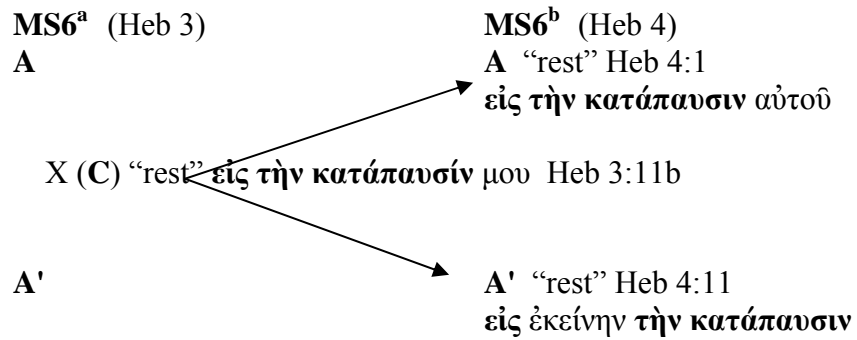 MS6ᵃ (Heb 3) MS6ᵇ (Heb 4)
A A “rest” Heb 4:1
εἰς τὴν κατάπαυσιν αὐτοῦ
X (C) “rest” εἰς τὴν κατάπαυσίν μου Heb 3:11b
A' A' “rest” Heb 4:11
εἰς ἐκείνην τὴν κατάπαυσιν